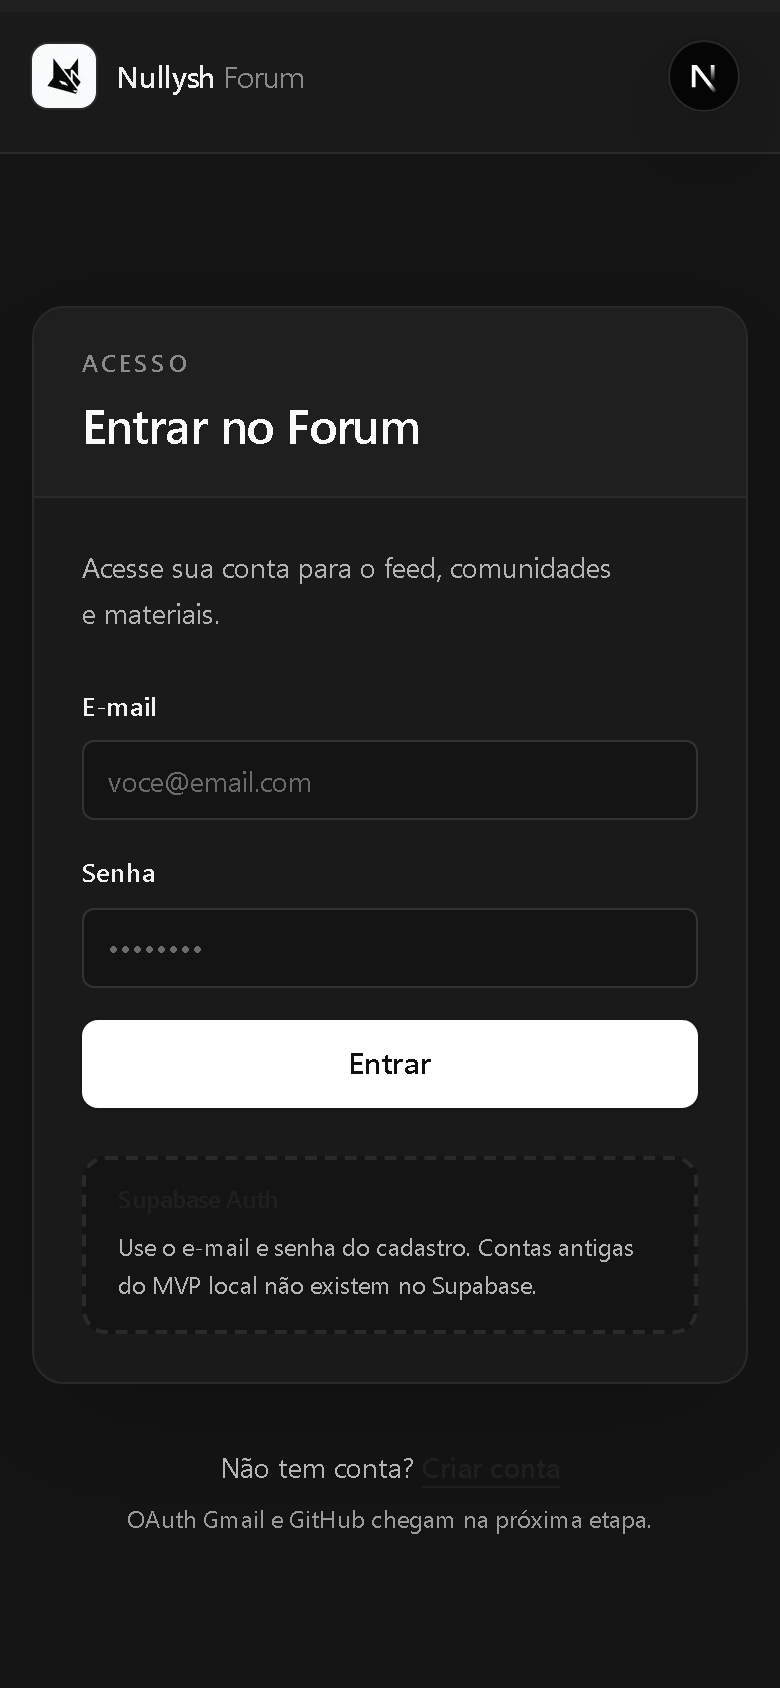 Nullysh Forum
N
ACESSO
Entrar no Forum
Acesse sua conta para o feed, comunidades
e materiais.
E-mail
voce@email.com
Senha
••••••••
Entrar
Supabase Auth
Use o e-mail e senha do cadastro. Contas antigas
do MVP local não existem no Supabase.
Não tem conta? Criar conta
OAuth Gmail e GitHub chegam na próxima etapa.